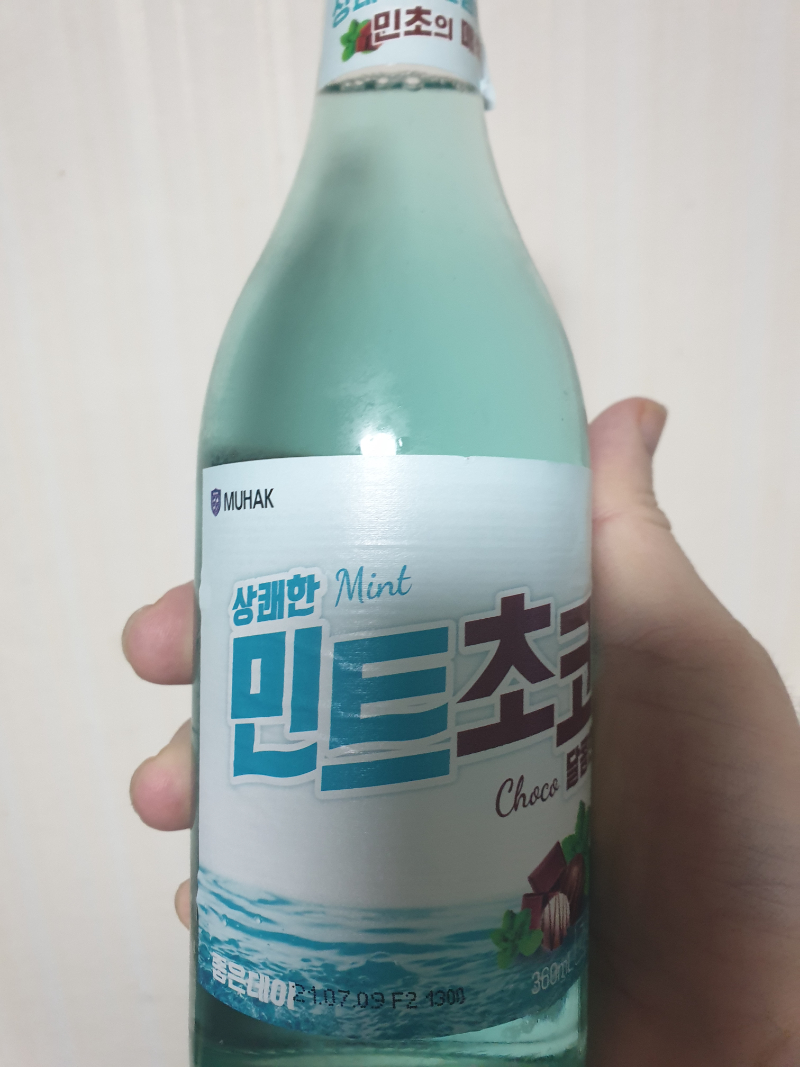 민초의
MUHAK
상쾌한 Mint
민트초코
Choco
좋은데이 21.07.09 F2 1300
360mL